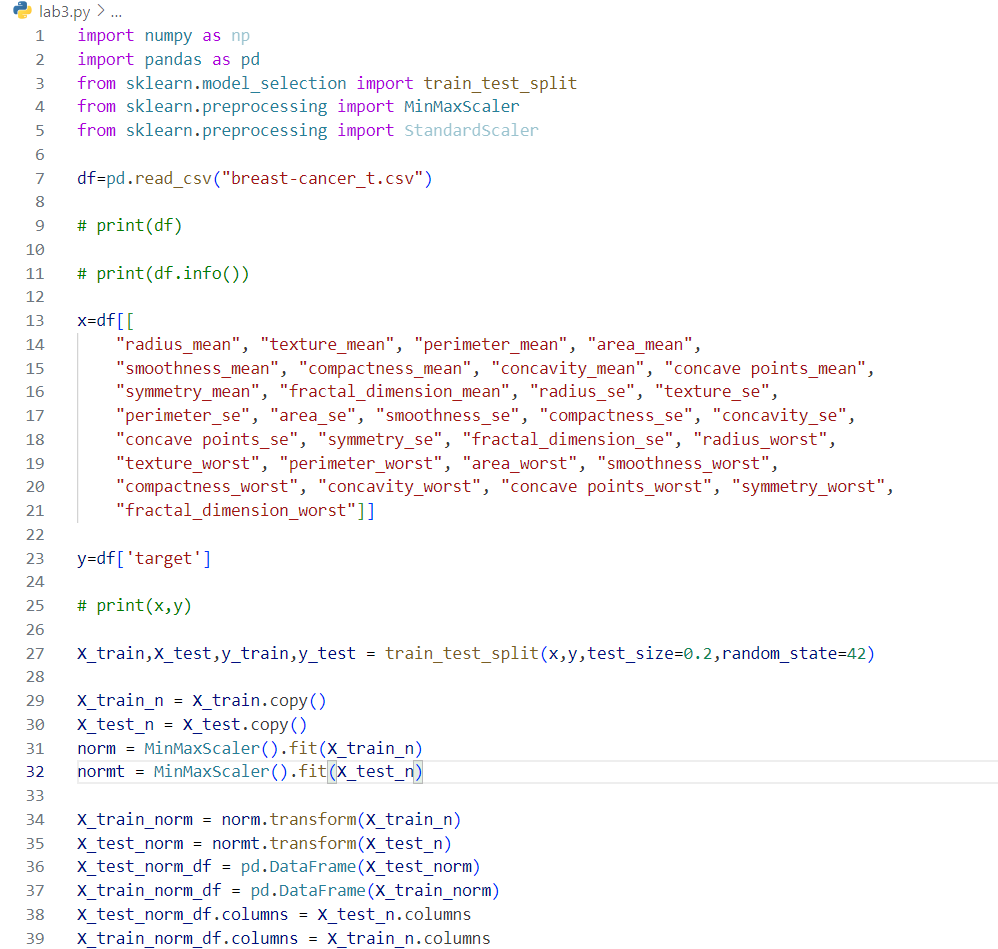 lab3.py > ...
1 import numpy as np
2 import pandas as pd
3 from sklearn.model_selection import train_test_split
4 from sklearn.preprocessing import MinMaxScaler
5 from sklearn.preprocessing import StandardScaler
6
7 df=pd.read_csv("breast-cancer_t.csv")
8
9 # print(df)
10
11 # print(df.info())
12
13 x=df[[
14     "radius_mean", "texture_mean", "perimeter_mean", "area_mean",
15     "smoothness_mean", "compactness_mean", "concavity_mean", "concave points_mean",
16     "symmetry_mean", "fractal_dimension_mean", "radius_se", "texture_se",
17     "perimeter_se", "area_se", "smoothness_se", "compactness_se", "concavity_se",
18     "concave points_se", "symmetry_se", "fractal_dimension_se", "radius_worst",
19     "texture_worst", "perimeter_worst", "area_worst", "smoothness_worst",
20     "compactness_worst", "concavity_worst", "concave points_worst", "symmetry_worst",
21     "fractal_dimension_worst"]]
22
23 y=df['target']
24
25 # print(x,y)
26
27 X_train,X_test,y_train,y_test = train_test_split(x,y,test_size=0.2,random_state=42)
28
29 X_train_n = X_train.copy()
30 X_test_n = X_test.copy()
31 norm = MinMaxScaler().fit(X_train_n)
32 normt = MinMaxScaler().fit(X_test_n)
33
34 X_train_norm = norm.transform(X_train_n)
35 X_test_norm = normt.transform(X_test_n)
36 X_test_norm_df = pd.DataFrame(X_test_norm)
37 X_train_norm_df = pd.DataFrame(X_train_norm)
38 X_test_norm_df.columns = X_test_n.columns
39 X_train_norm_df.columns = X_train_n.columns